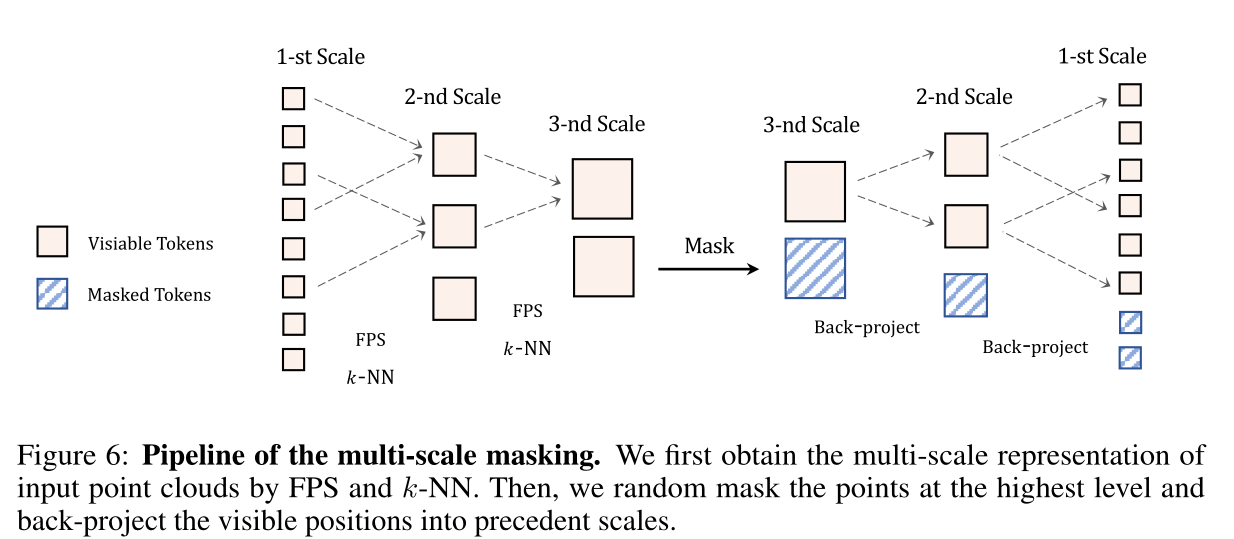 1-st Scale
2-nd Scale
3-nd Scale
FPS
k-NN
FPS
k-NN
Visiable Tokens
Masked Tokens
Mask
3-nd Scale
2-nd Scale
1-st Scale
Back-project
Back-project
Figure 6: Pipeline of the multi-scale masking. We first obtain the multi-scale representation of
input point clouds by FPS and k-NN. Then, we random mask the points at the highest level and
back-project the visible positions into precedent scales.